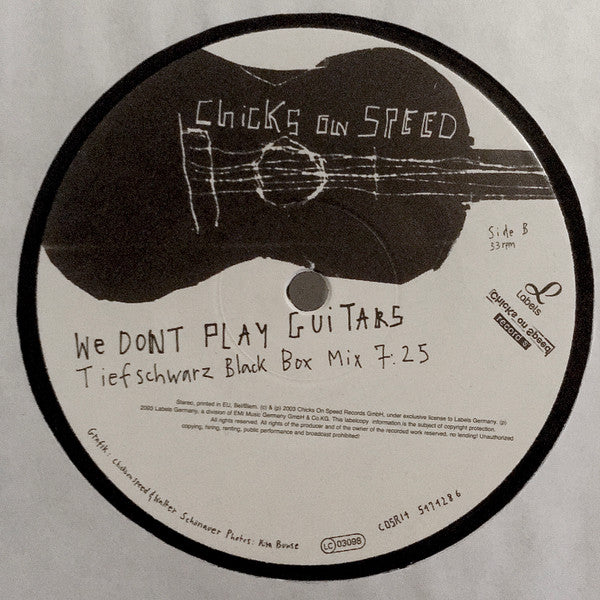 Chicks on SPEED
Side B
33 rpm
Labels
Chicks on Speed
records
We DONT PLAY GUiTARS
Tiefschwarz Black Box Mix 7.25
Stereo, printed in EU, Bel/Biem. (c) & (p) 2003 Chicks On Speed Records GmbH, under exclusive license to Labels Germany. (p)
2003 Labels Germany, a division of EMI Music Germany GmbH & Co.KG. This labelcopy information is the subject of copyright protection.
All rights reserved. All rights of the producer and of the owner of the recorded work reserved, no lending! Unauthorized
copying, hiring, renting, public performance and broadcast prohibited!
Grafik: Chicks on speed & Walter Schönauer Photos: Kira Bunse
LC 03098
COSR14 5471286